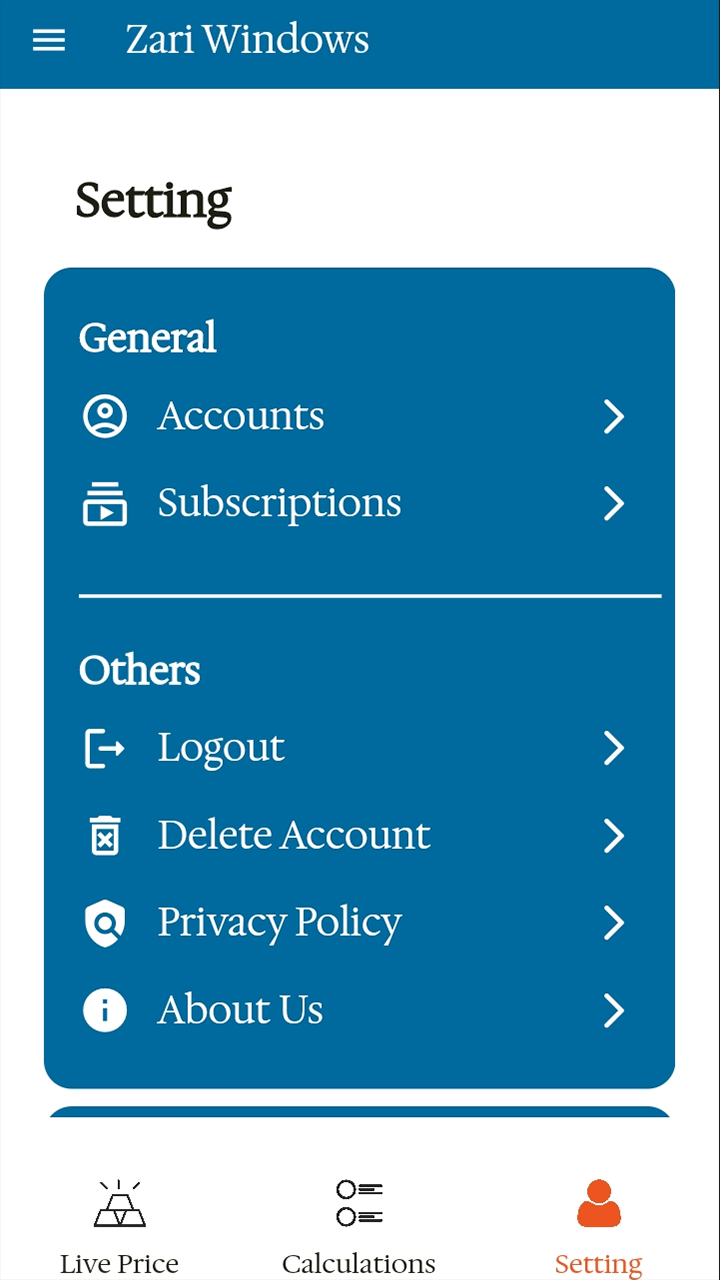 Zari Windows
Setting
General
Accounts
Subscriptions
Others
Logout
Delete Account
Privacy Policy
About Us
Live Price
Calculations
Setting